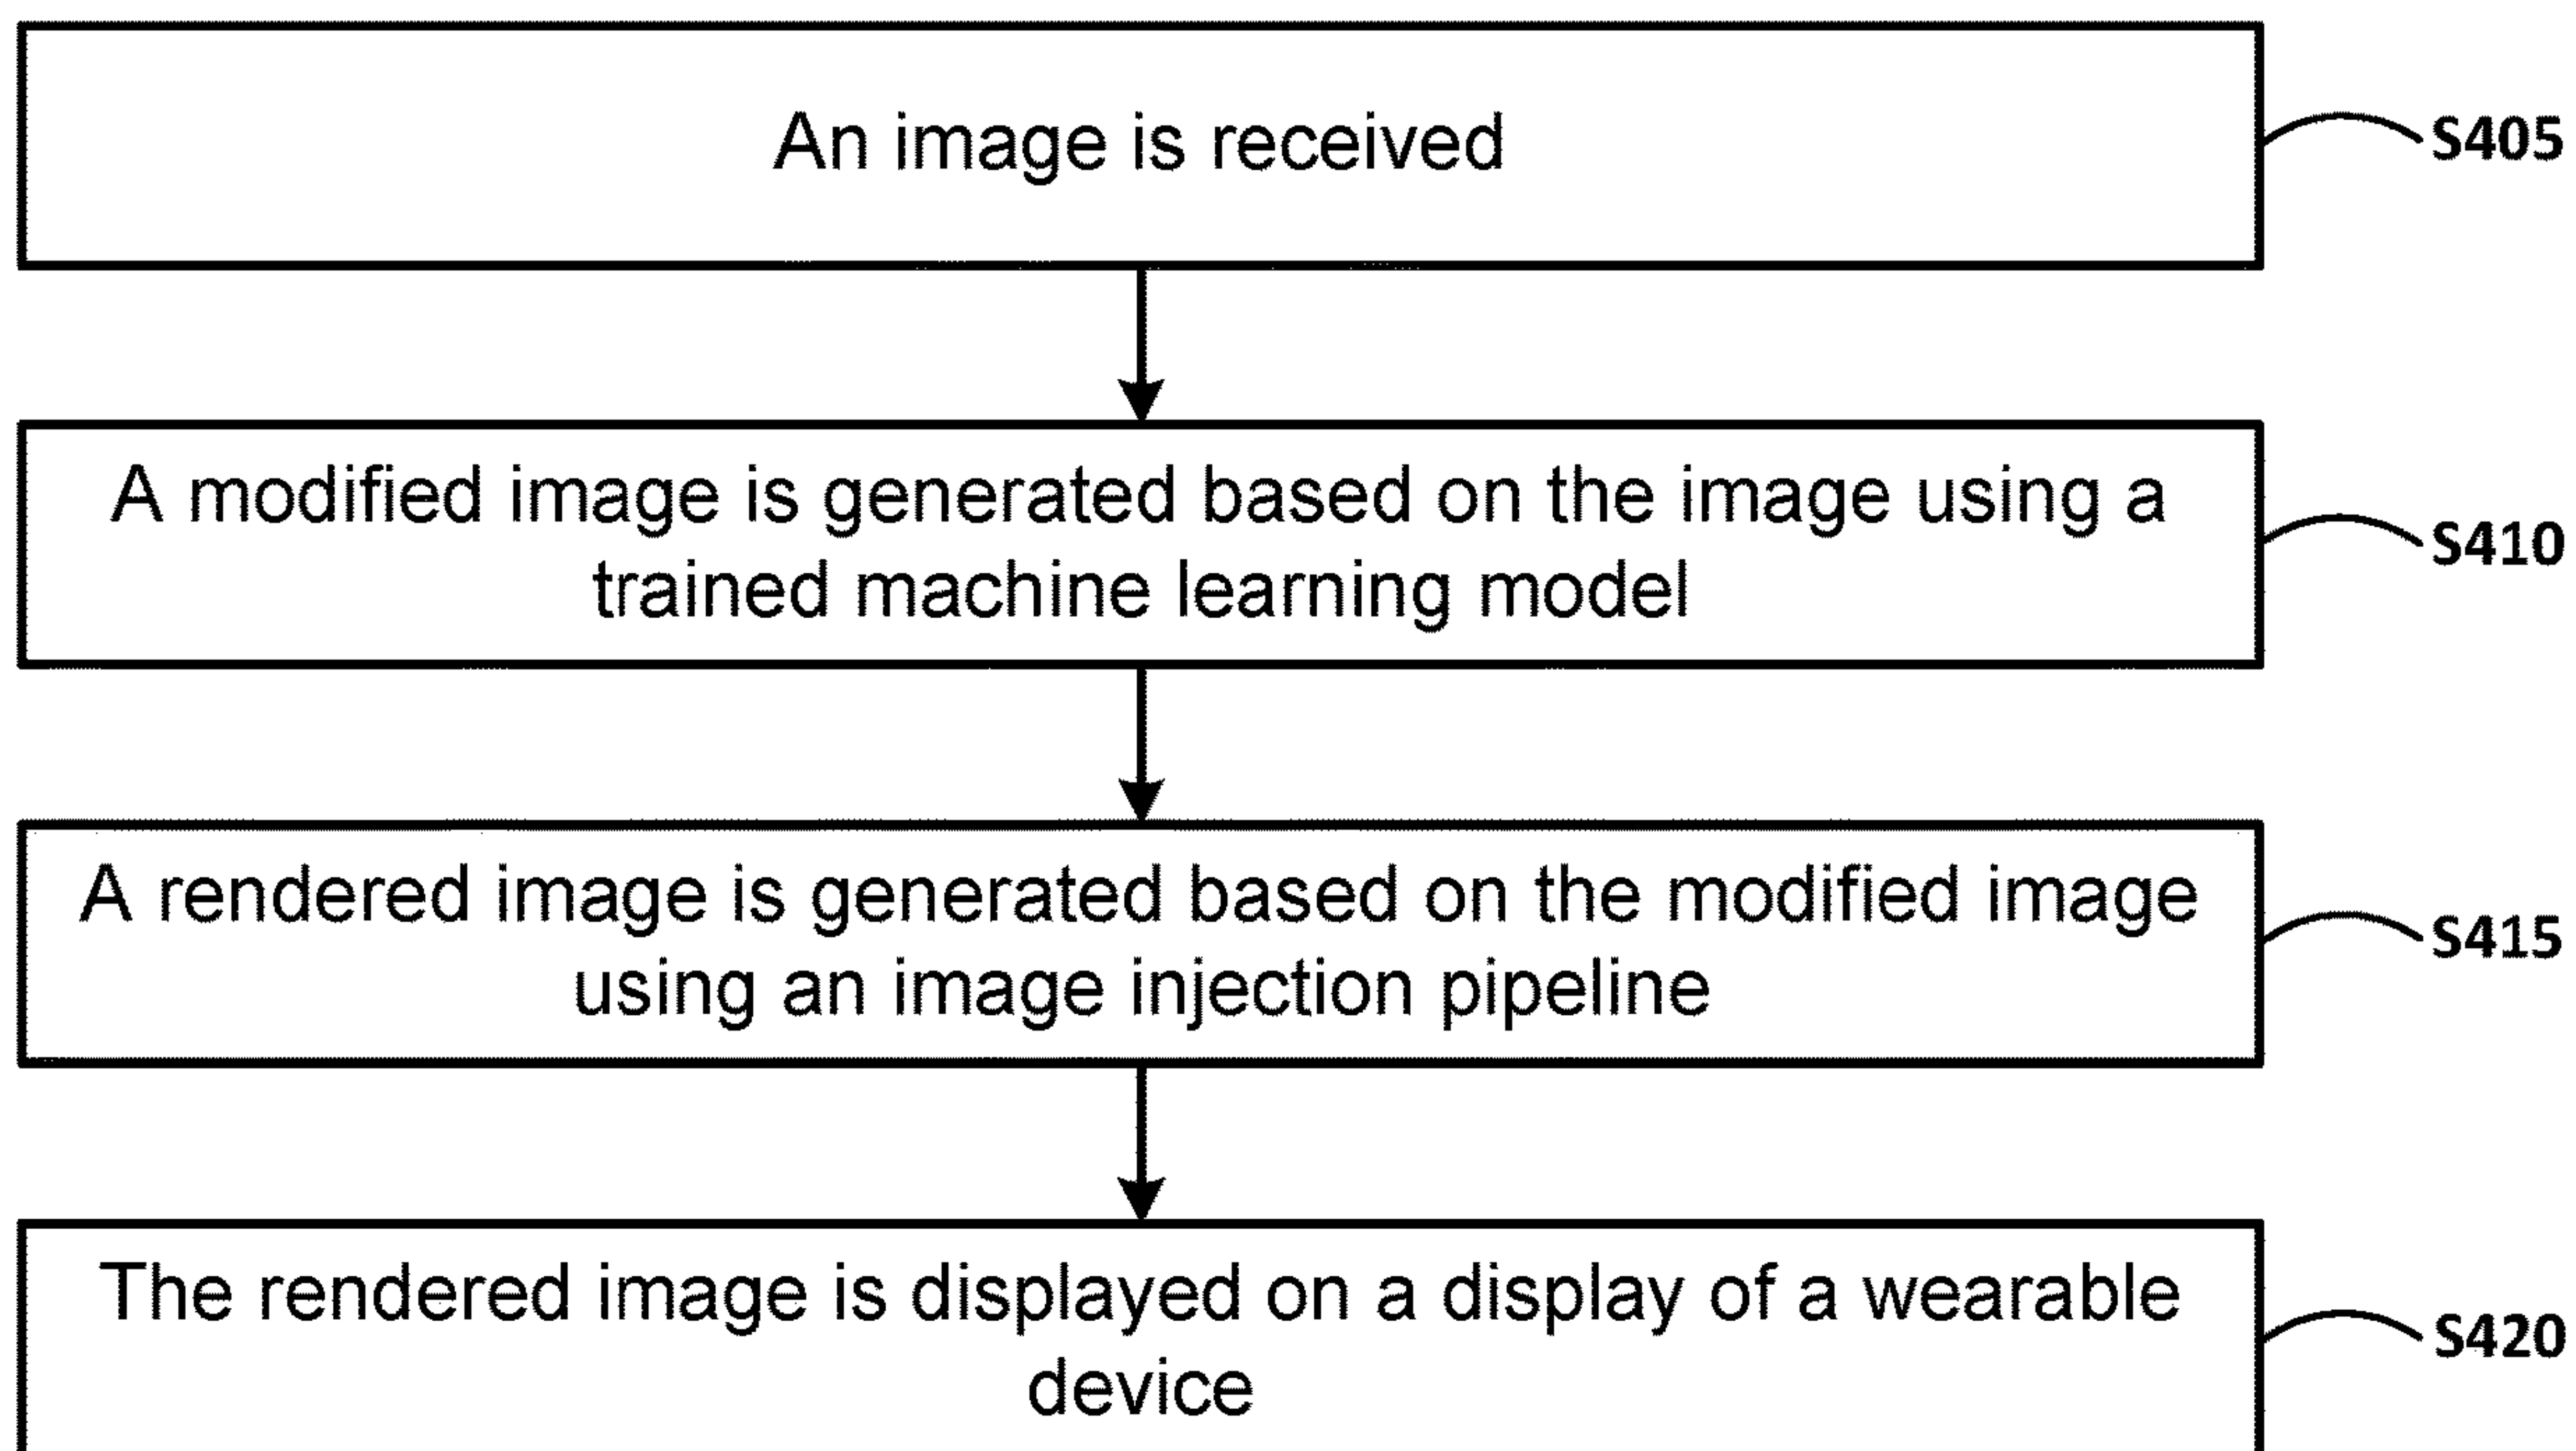 An image is received
S405
A modified image is generated based on the image using a
trained machine learning model
S410
A rendered image is generated based on the modified image
using an image injection pipeline
S415
The rendered image is displayed on a display of a wearable
device
S420